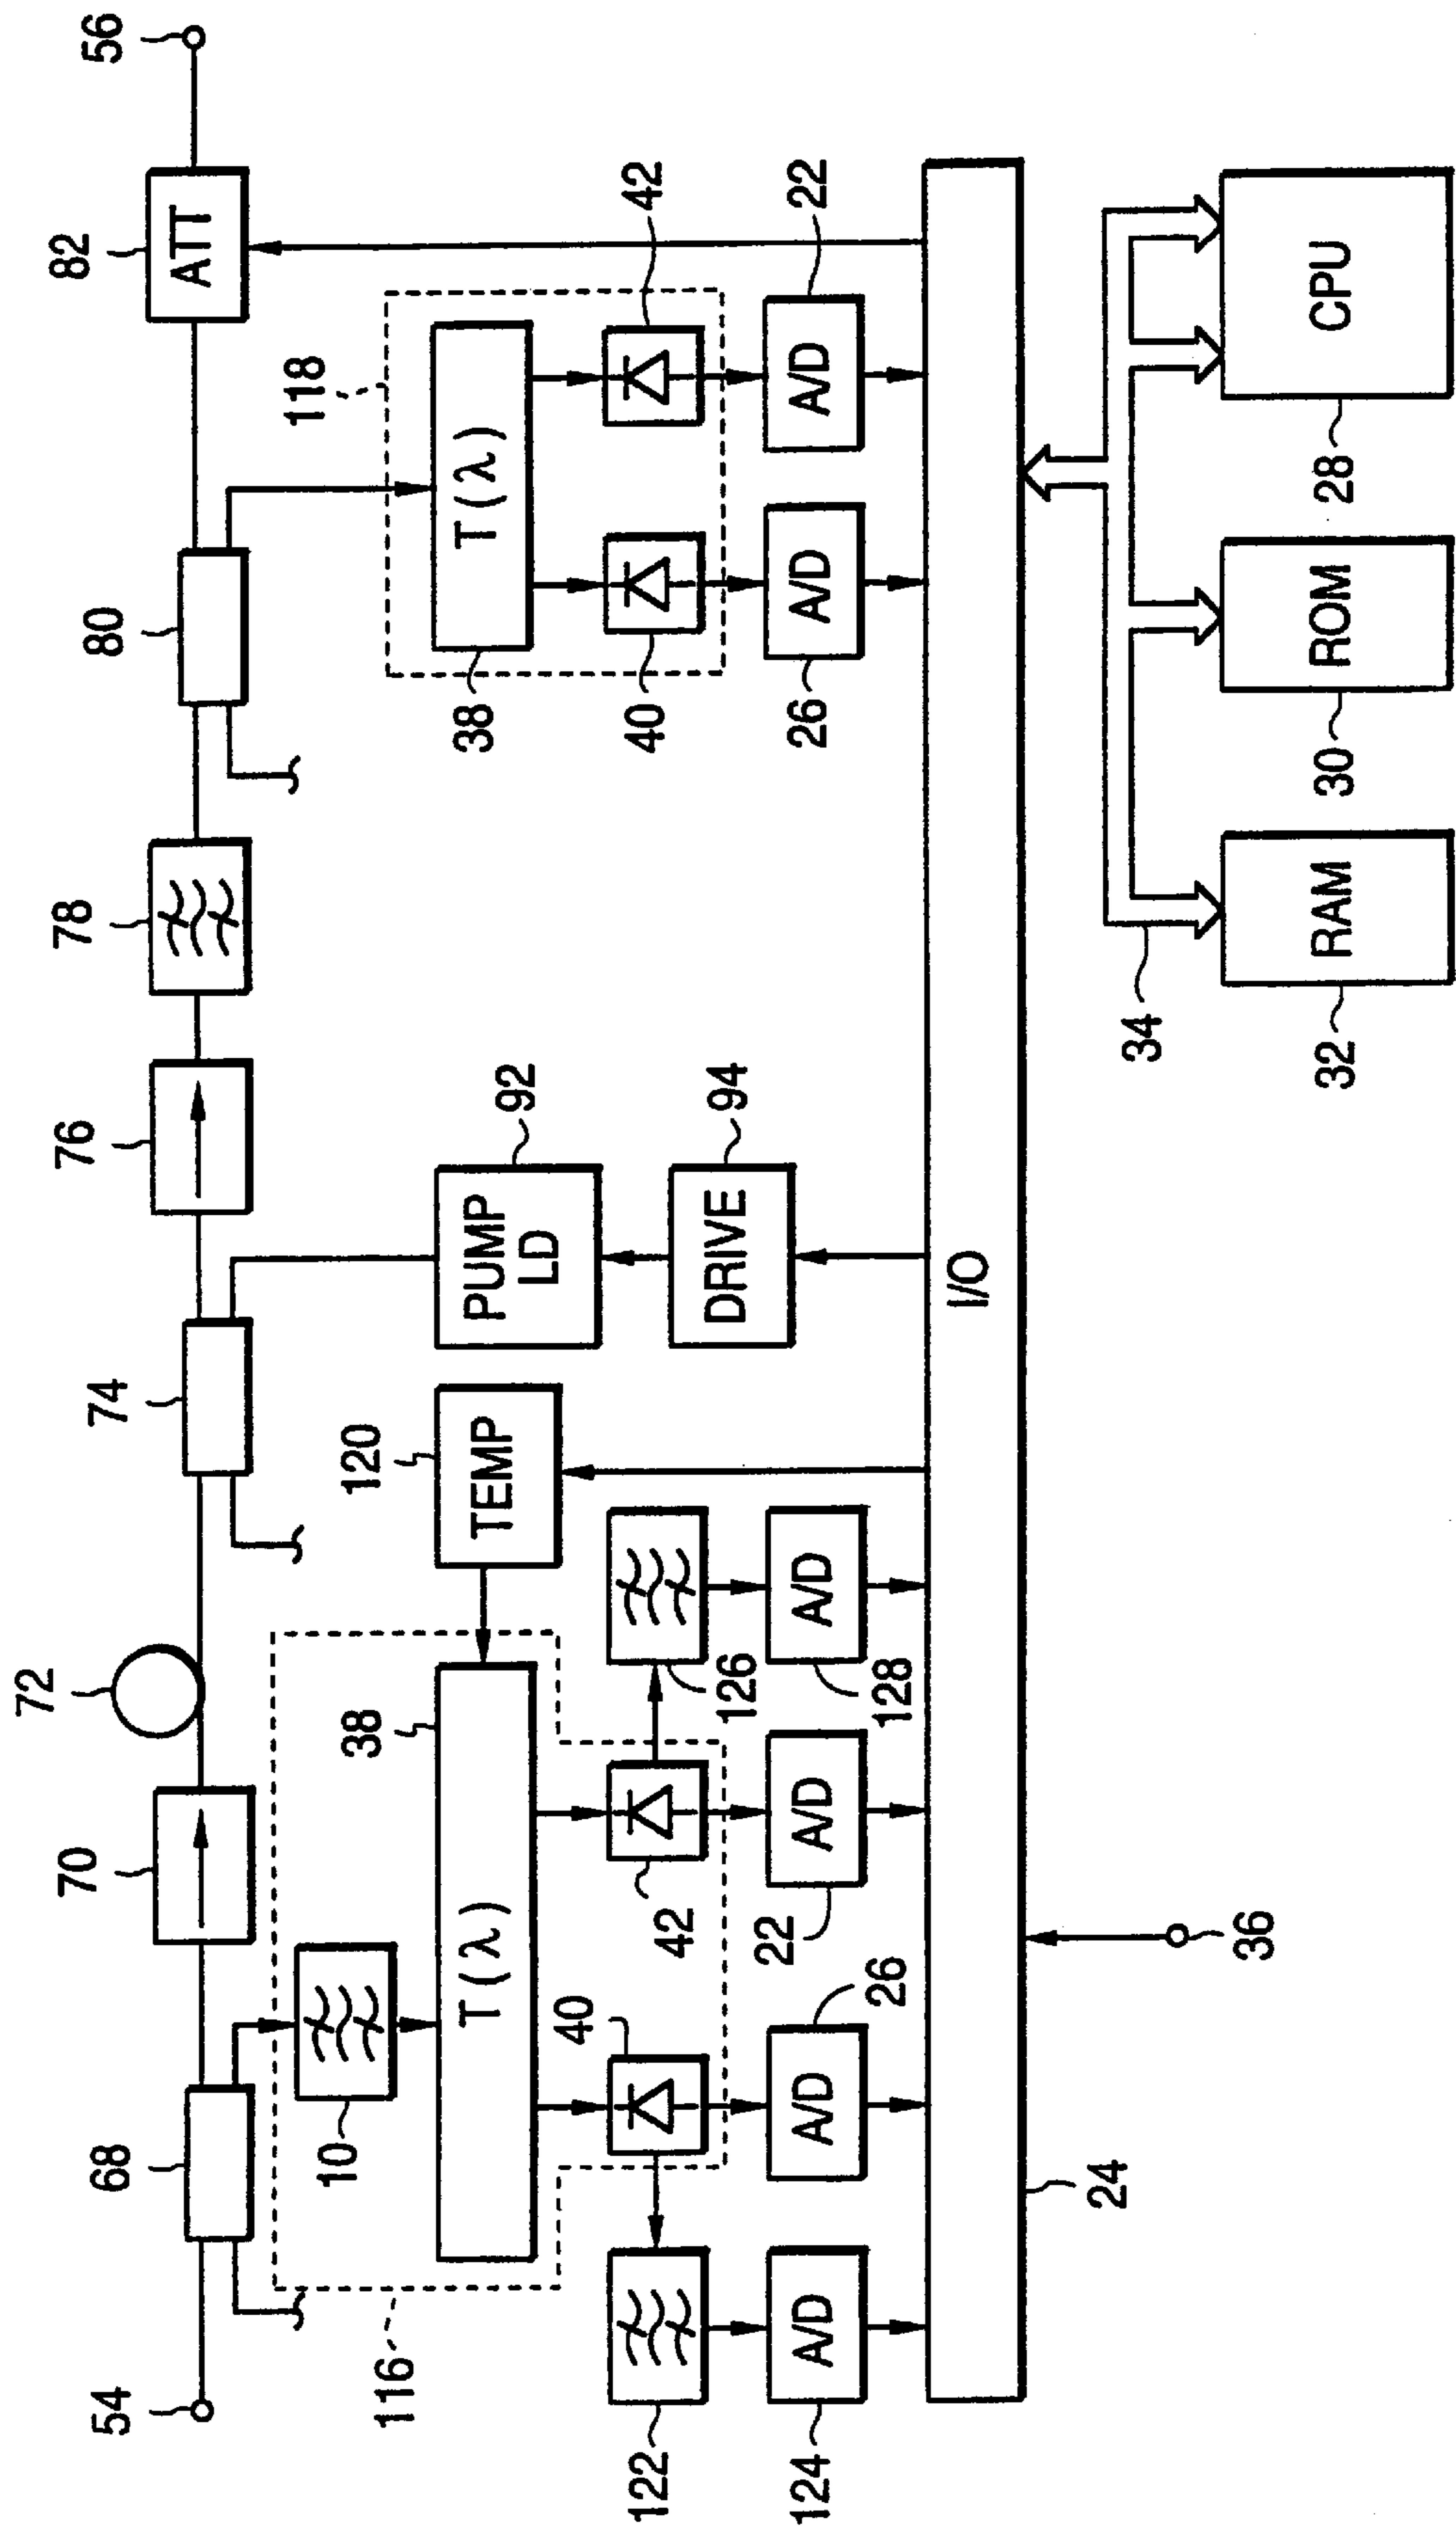 54
68
70
72
74
76
78
80
82
ATT
56
116
10
T(λ)
38
TEMP
120
PUMP
LD
92
118
T(λ)
38
122
40
42
126
DRIVE
94
40
42
124
A/D
A/D
26
A/D
22
A/D
128
A/D
26
A/D
22
I/O
24
36
34
RAM
32
ROM
30
CPU
28